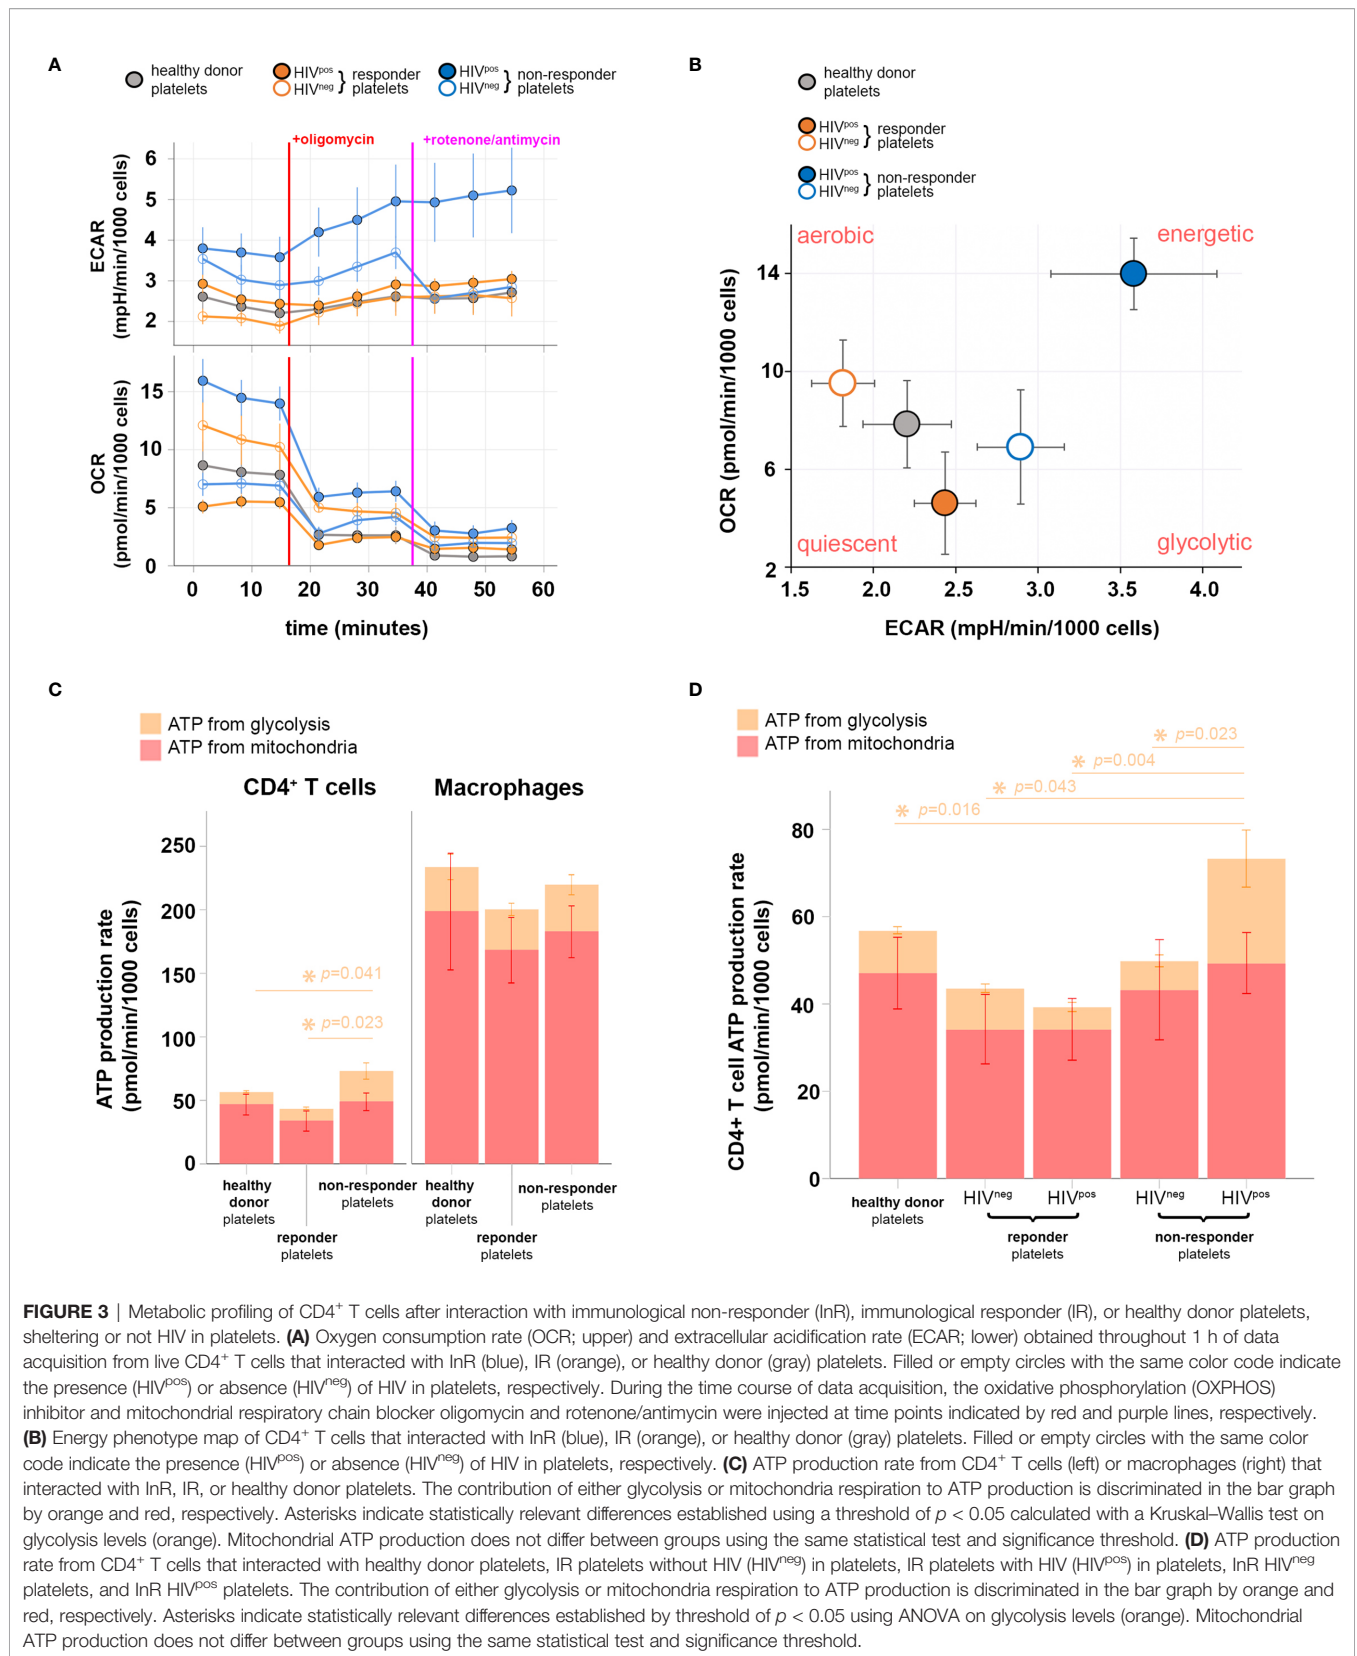 A
healthy donor
platelets
HIVpos
HIVneg
} responder
platelets
HIVpos
HIVneg
} non-responder
platelets
+oligomycin
+rotenone/antimycin
ECAR
(mpH/min/1000 cells)
6
5
4
3
2
OCR
(pmol/min/1000 cells)
15
10
5
0
0 10 20 30 40 50 60
time (minutes)
B
healthy donor
platelets
HIVpos
HIVneg
} responder
platelets
HIVpos
HIVneg
} non-responder
platelets
aerobic
energetic
quiescent
glycolytic
OCR (pmol/min/1000 cells)
14
10
6
2
1.5 2.0 2.5 3.0 3.5 4.0
ECAR (mpH/min/1000 cells)
C
ATP from glycolysis
ATP from mitochondria
CD4+ T cells
Macrophages
ATP production rate
(pmol/min/1000 cells)
250
200
150
100
50
0
* p=0.041
* p=0.023
healthy
donor
platelets
reponder
platelets
non-responder
platelets
healthy
donor
platelets
reponder
platelets
non-responder
platelets
D
ATP from glycolysis
ATP from mitochondria
* p=0.023
* p=0.004
* p=0.043
* p=0.016
CD4+ T cell ATP production rate
(pmol/min/1000 cells)
80
60
40
20
0
healthy donor
platelets
HIVneg
HIVpos
reponder
platelets
HIVneg
HIVpos
non-responder
platelets
FIGURE 3 | Metabolic profiling of CD4+ T cells after interaction with immunological non-responder (InR), immunological responder (IR), or healthy donor platelets,
sheltering or not HIV in platelets. (A) Oxygen consumption rate (OCR; upper) and extracellular acidification rate (ECAR; lower) obtained throughout 1 h of data
acquisition from live CD4+ T cells that interacted with InR (blue), IR (orange), or healthy donor (gray) platelets. Filled or empty circles with the same color code indicate
the presence (HIVpos) or absence (HIVneg) of HIV in platelets, respectively. During the time course of data acquisition, the oxidative phosphorylation (OXPHOS)
inhibitor and mitochondrial respiratory chain blocker oligomycin and rotenone/antimycin were injected at time points indicated by red and purple lines, respectively.
(B) Energy phenotype map of CD4+ T cells that interacted with InR (blue), IR (orange), or healthy donor (gray) platelets. Filled or empty circles with the same color
code indicate the presence (HIVpos) or absence (HIVneg) of HIV in platelets, respectively. (C) ATP production rate from CD4+ T cells (left) or macrophages (right) that
interacted with InR, IR, or healthy donor platelets. The contribution of either glycolysis or mitochondria respiration to ATP production is discriminated in the bar graph
by orange and red, respectively. Asterisks indicate statistically relevant differences established using a threshold of p < 0.05 calculated with a Kruskal–Wallis test on
glycolysis levels (orange). Mitochondrial ATP production does not differ between groups using the same statistical test and significance threshold. (D) ATP production
rate from CD4+ T cells that interacted with healthy donor platelets, IR platelets without HIV (HIVneg) in platelets, IR platelets with HIV (HIVpos) in platelets, InR HIVneg
platelets, and InR HIVpos platelets. The contribution of either glycolysis or mitochondria respiration to ATP production is discriminated in the bar graph by orange and
red, respectively. Asterisks indicate statistically relevant differences established by threshold of p < 0.05 using ANOVA on glycolysis levels (orange). Mitochondrial
ATP production does not differ between groups using the same statistical test and significance threshold.